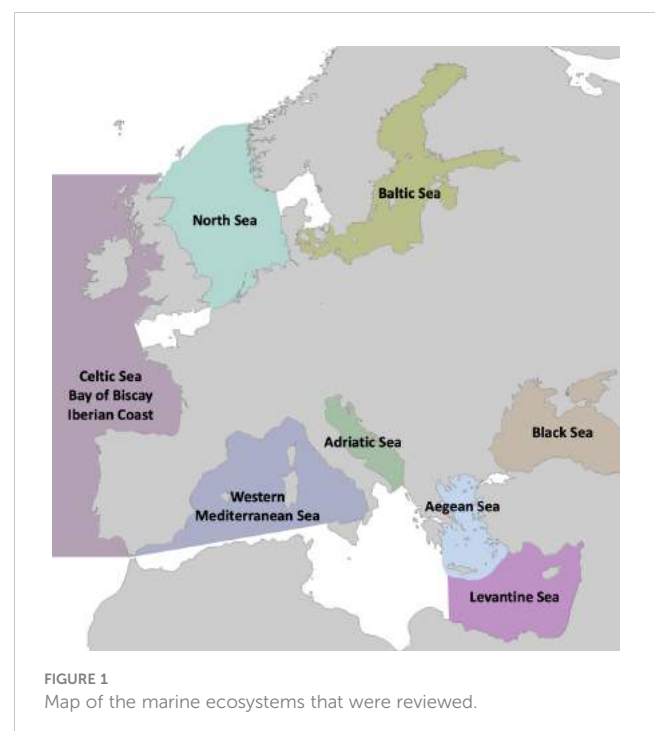 Baltic Sea
North Sea
Celtic Sea
Bay of Biscay
Iberian Coast
Adriatic Sea
Black Sea
Western
Mediterranean Sea
Aegean Sea
Levantine Sea
FIGURE 1
Map of the marine ecosystems that were reviewed.